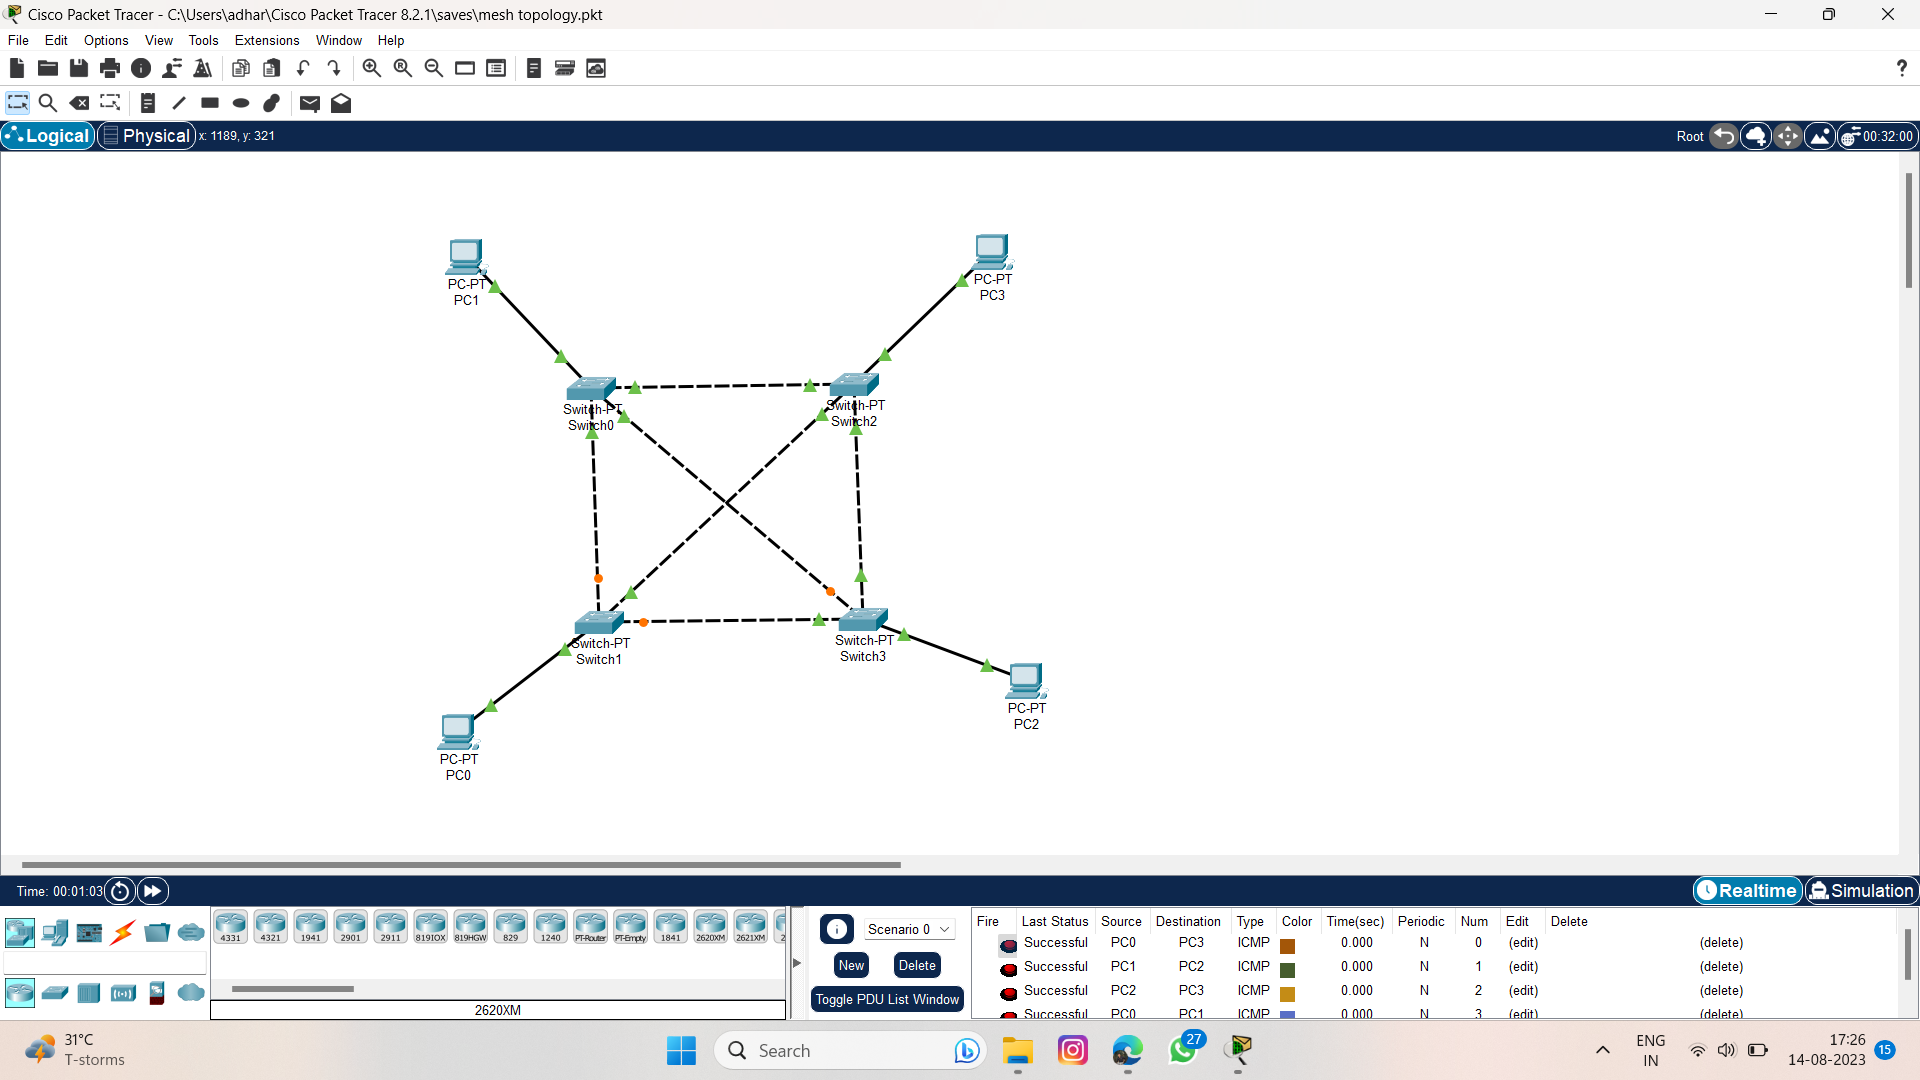 Cisco Packet Tracer - C:\Users\adhar\Cisco Packet Tracer 8.2.1\saves\mesh topology.pkt
File Edit Options View Tools Extensions Window Help
Logical Physical x: 1189, y: 321 Root 00:32:00
PC-PT
PC1
PC-PT
PC3
Switch-PT
Switch0
Switch-PT
Switch2
Switch-PT
Switch1
Switch-PT
Switch3
PC-PT
PC2
PC-PT
PC0
Time: 00:01:03 Realtime Simulation
4331 4321 1941 2901 2911 819IOX 819HGW 829 1240 PT-Router PT-Empty 1841 2620XM 2621XM
2620XM
Scenario 0
New Delete
Toggle PDU List Window
Fire Last Status Source Destination Type Color Time(sec) Periodic Num Edit Delete
Successful PC0 PC3 ICMP 0.000 N 0 (edit) (delete)
Successful PC1 PC2 ICMP 0.000 N 1 (edit) (delete)
Successful PC2 PC3 ICMP 0.000 N 2 (edit) (delete)
Successful PC0 PC1 ICMP 0.000 N 3 (edit) (delete)
31°C
T-storms
Search
27
ENG
IN
17:26
14-08-2023
15